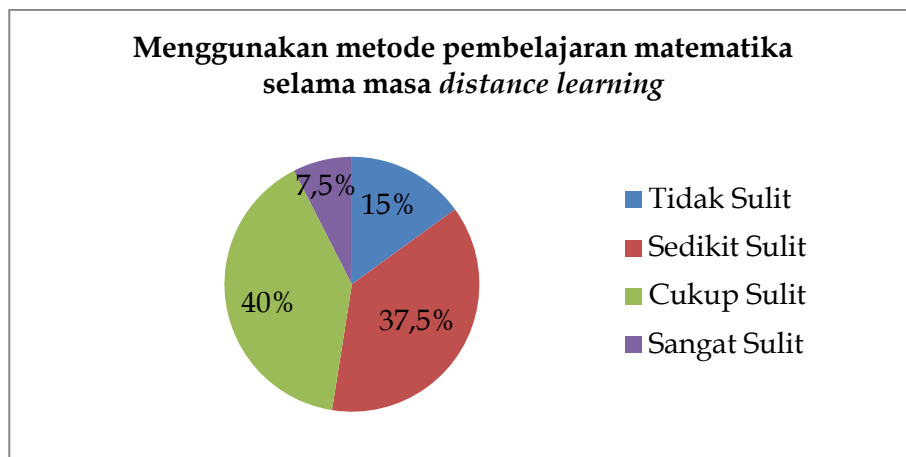 Menggunakan metode pembelajaran matematika
selama masa distance learning
7,5%
15%
40%
37,5%
Tidak Sulit
Sedikit Sulit
Cukup Sulit
Sangat Sulit